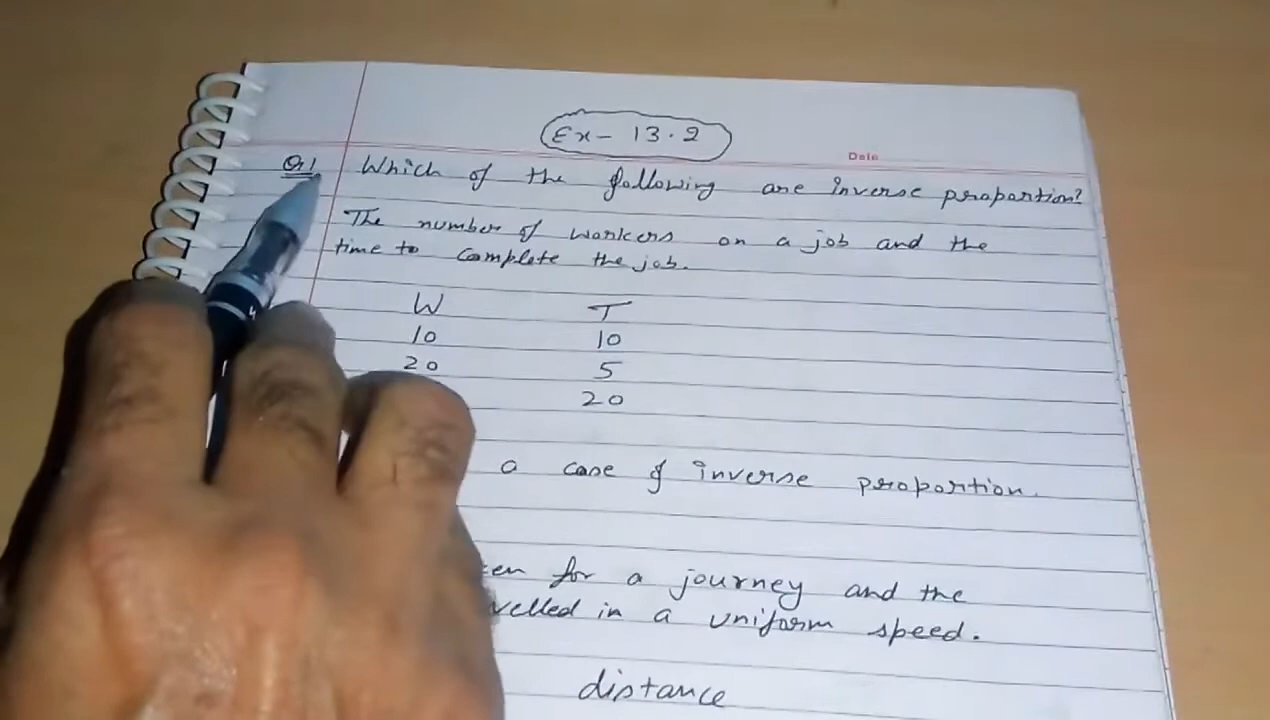 Ex - 13.2
Date
Q1 Which of the following are inverse proportion?
The number of workers on a job and the
time to complete the job.
W T
10 10
20 5
20
a case of inverse proportion.
for a journey and the
in a uniform speed.
distance